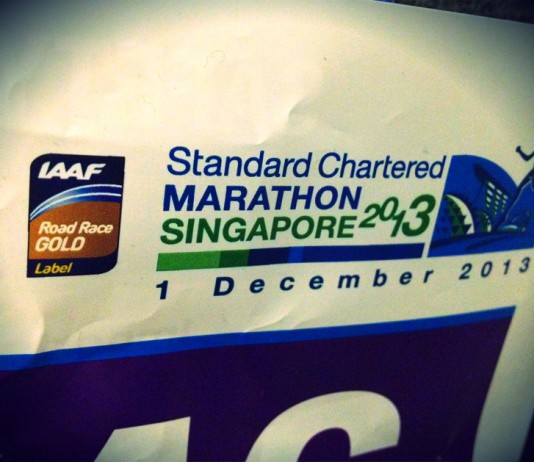 IAAF
Road Race
GOLD
Label
Standard Chartered
MARATHON
SINGAPORE 2013
1 December 2013